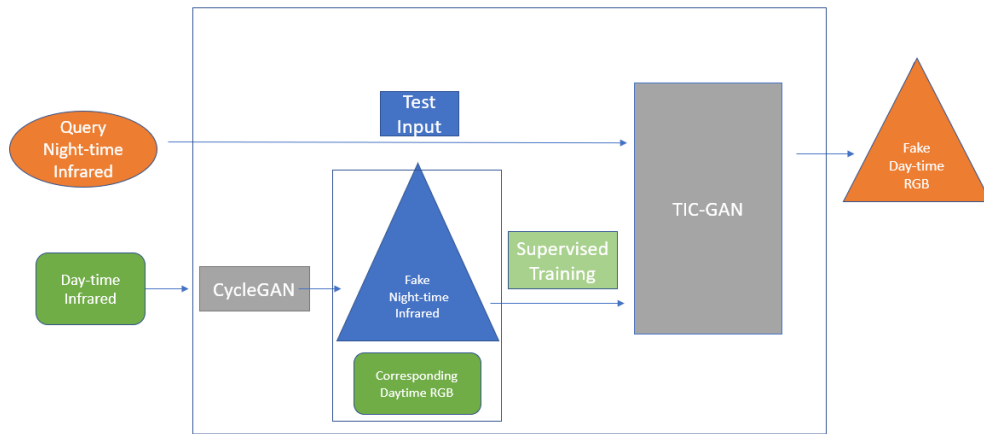 Test
Input
Query
Night-time
Infrared
Fake
Day-time
RGB
TIC-GAN
Supervised
Training
Day-time
Infrared
CycleGAN
Fake
Night-time
Infrared
Corresponding
Daytime RGB